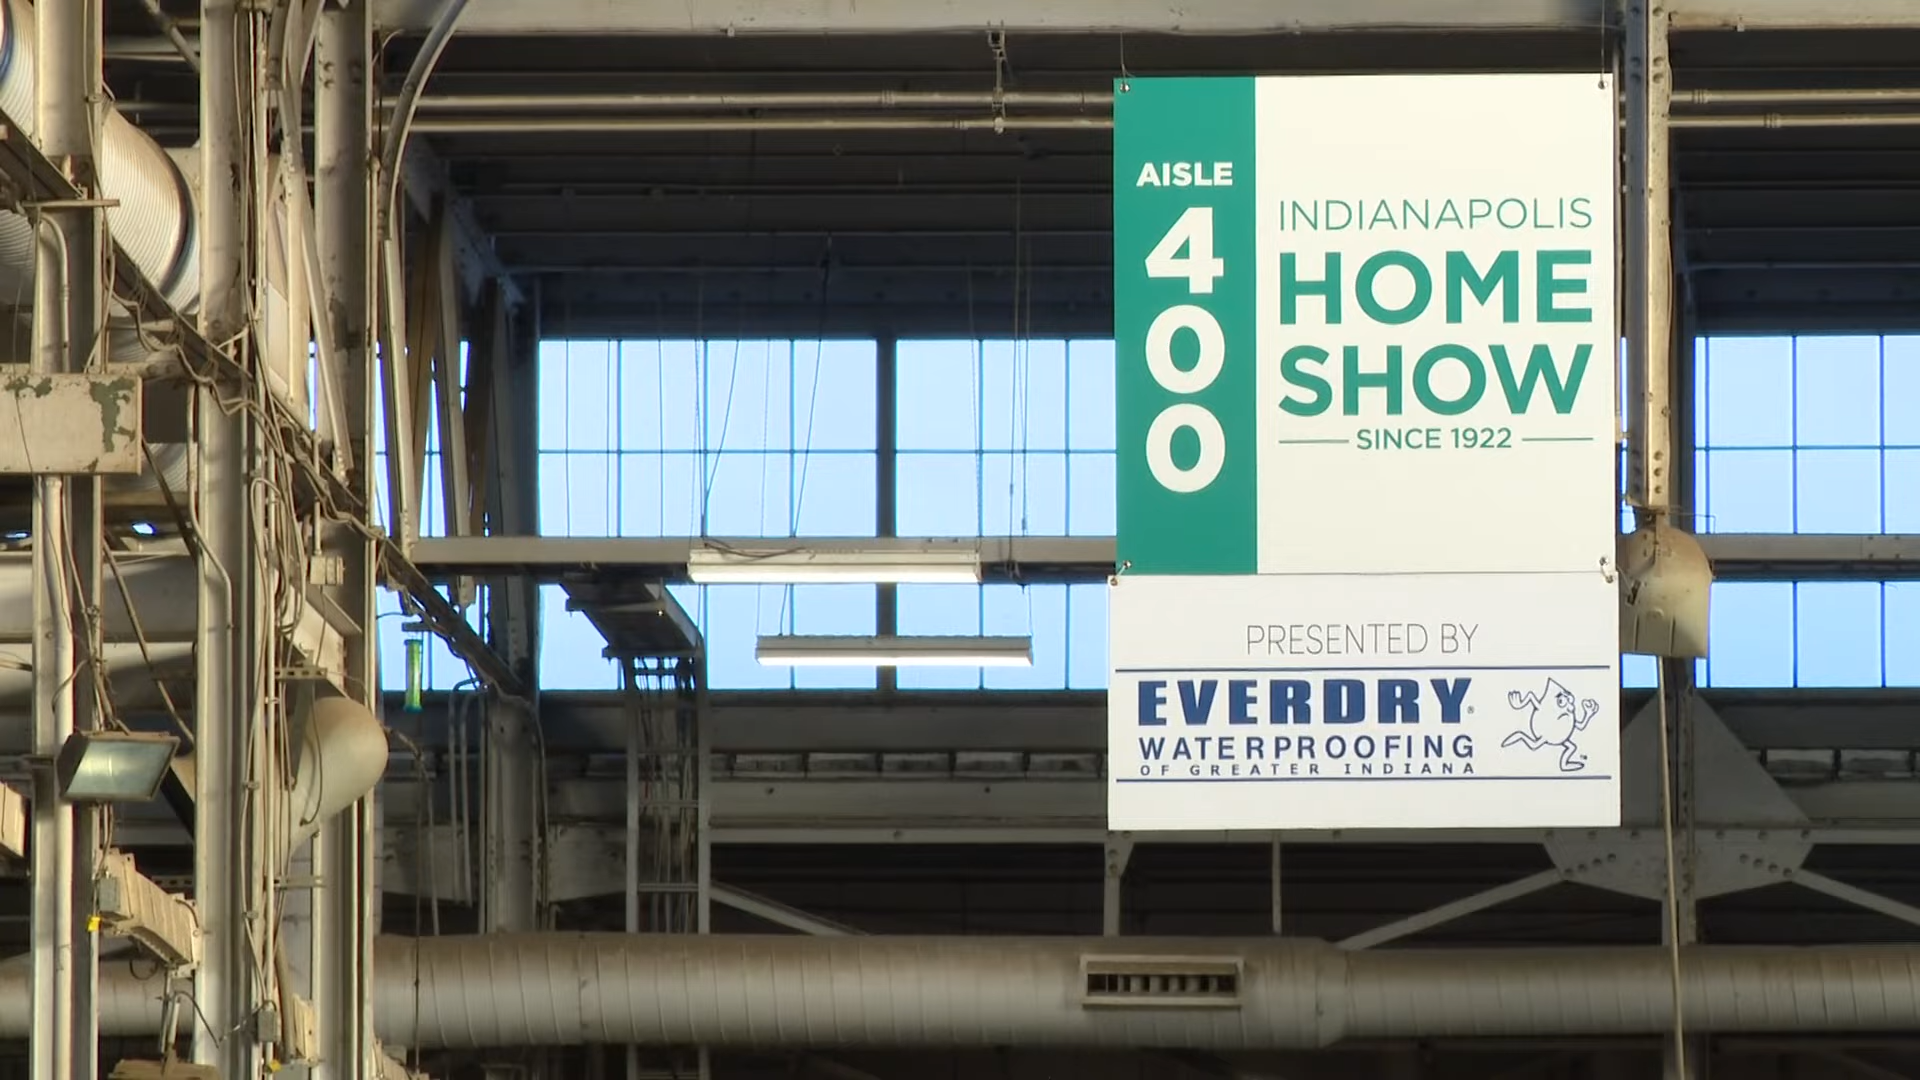 AISLE
400
INDIANAPOLIS
HOME
SHOW
SINCE 1922
PRESENTED BY
EVERDRY®
WATERPROOFING
OF GREATER INDIANA